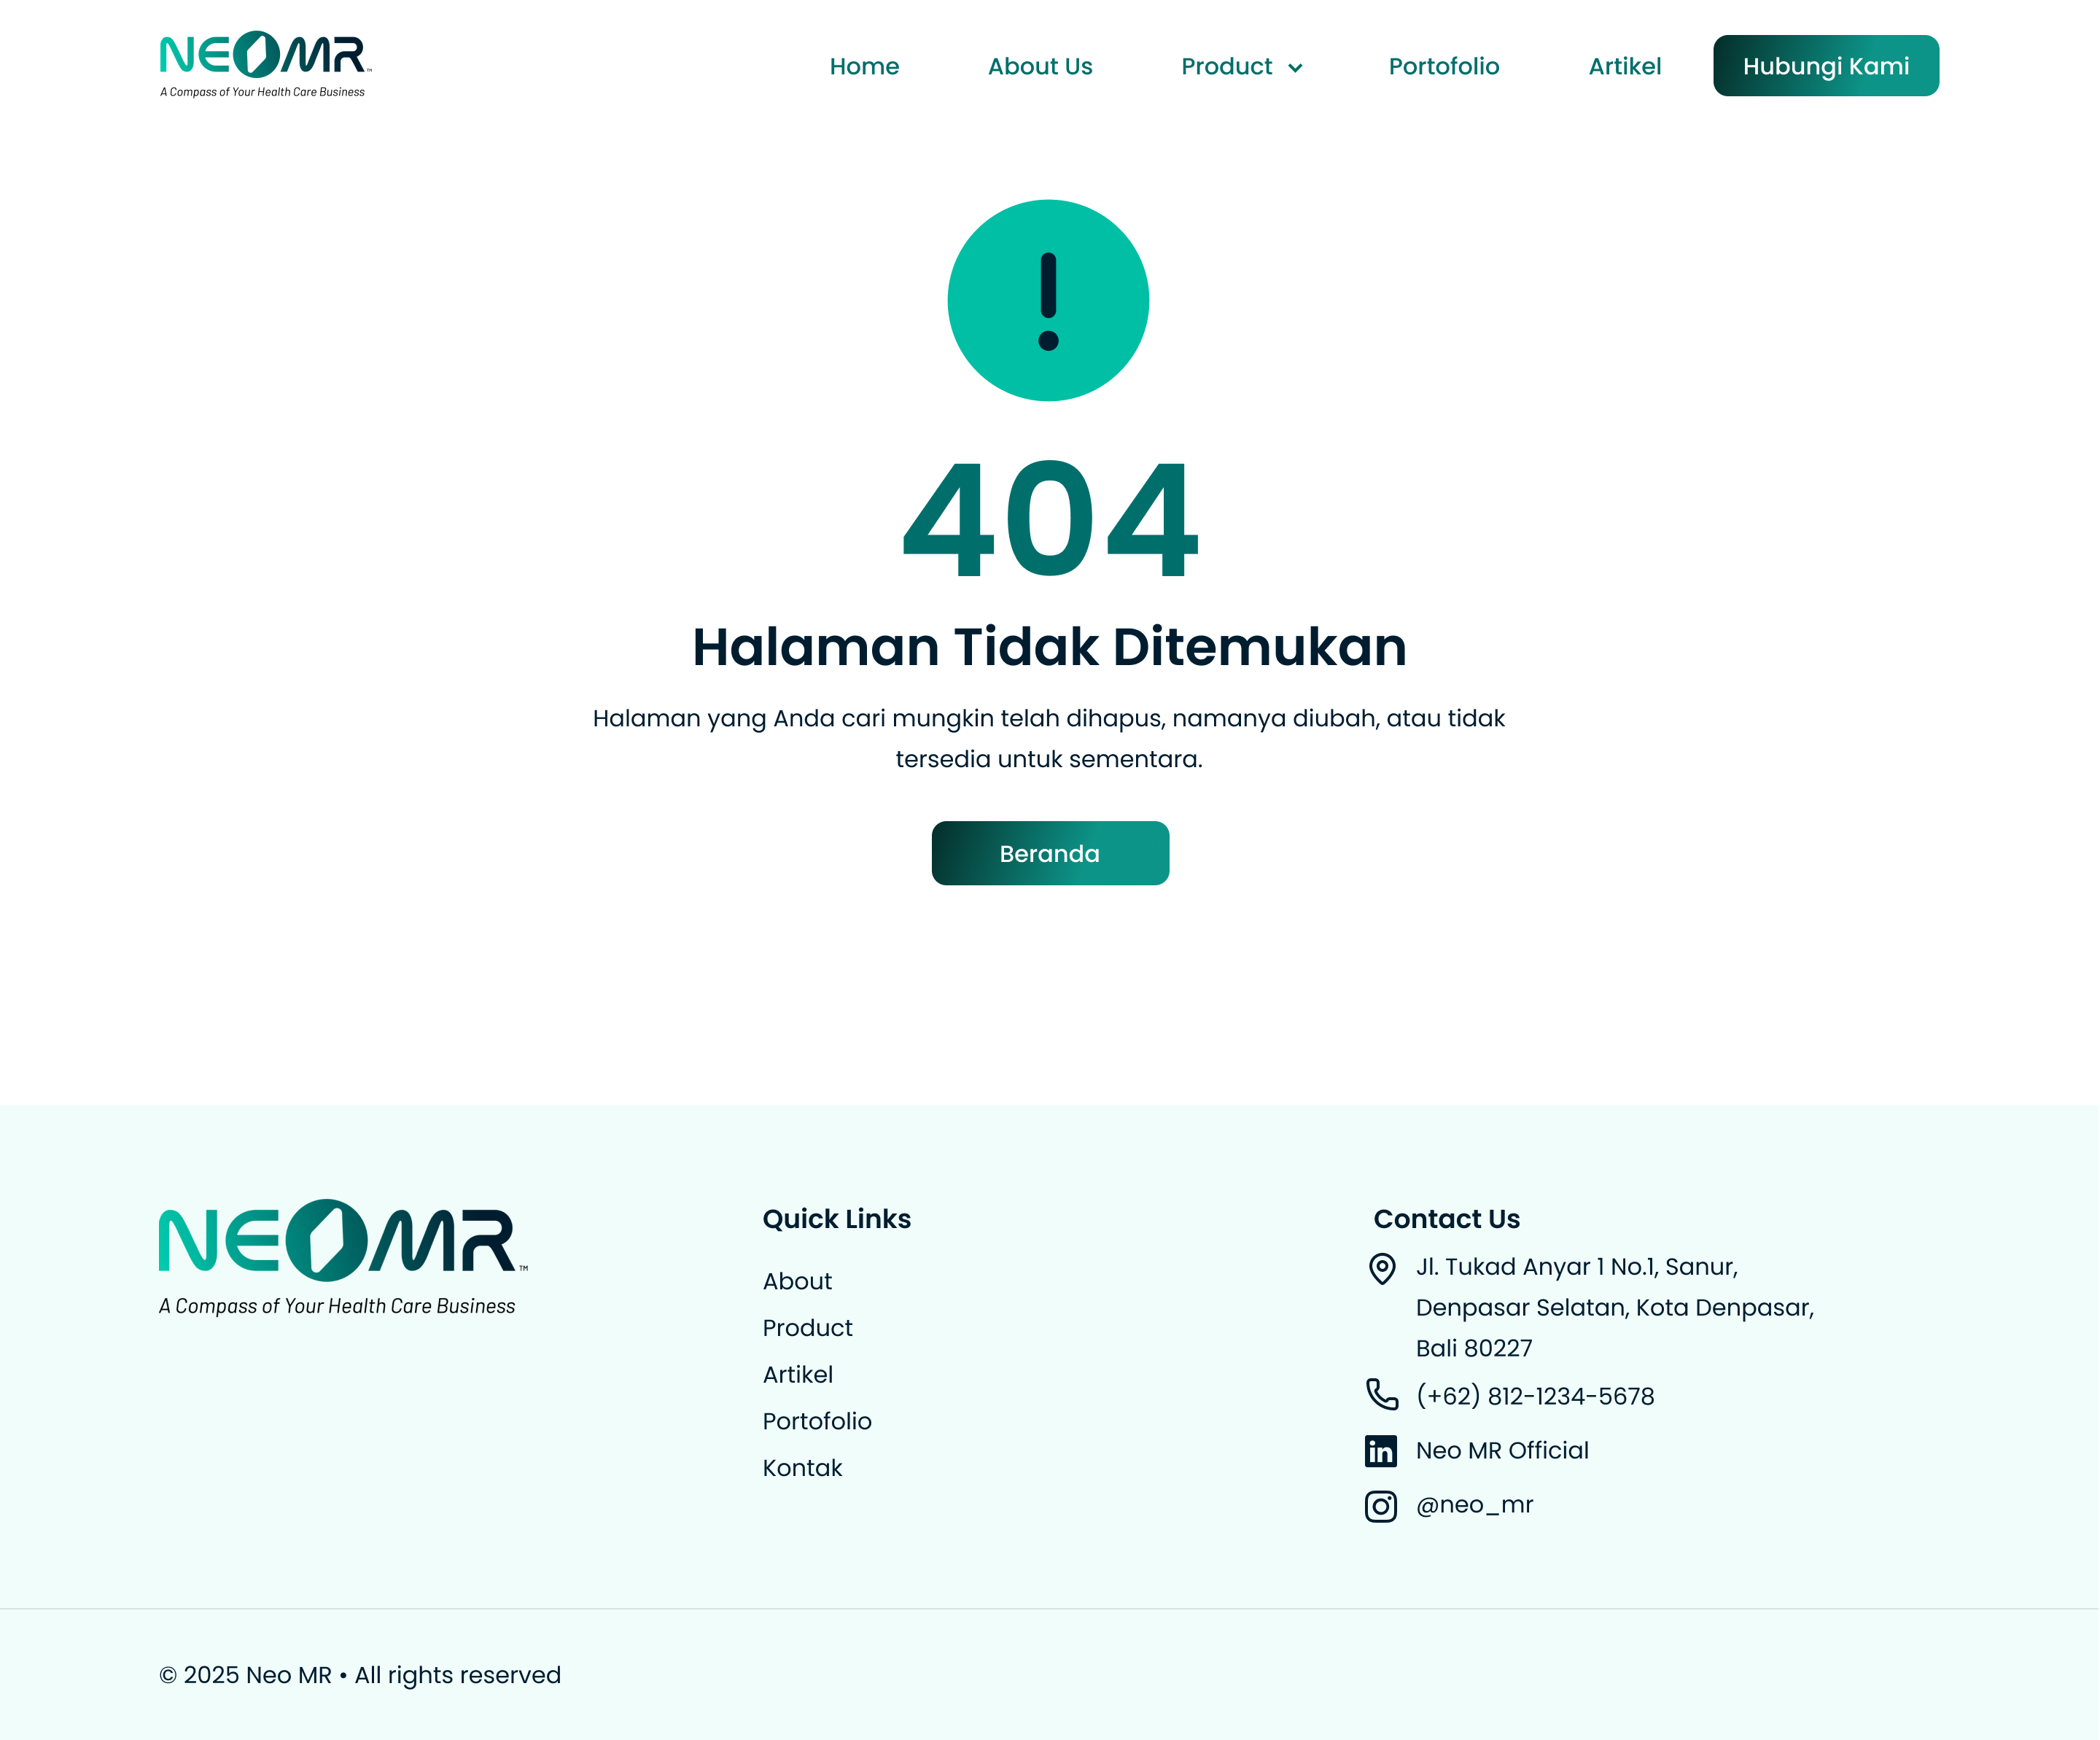 NEOMR™
A Compass of Your Health Care Business
Home About Us Product Portofolio Artikel Hubungi Kami
404
Halaman Tidak Ditemukan
Halaman yang Anda cari mungkin telah dihapus, namanya diubah, atau tidak
tersedia untuk sementara.
Beranda
NEOMR™
A Compass of Your Health Care Business
Quick Links
About
Product
Artikel
Portofolio
Kontak
Contact Us
Jl. Tukad Anyar 1 No.1, Sanur,
Denpasar Selatan, Kota Denpasar,
Bali 80227
(+62) 812-1234-5678
Neo MR Official
@neo_mr
© 2025 Neo MR • All rights reserved